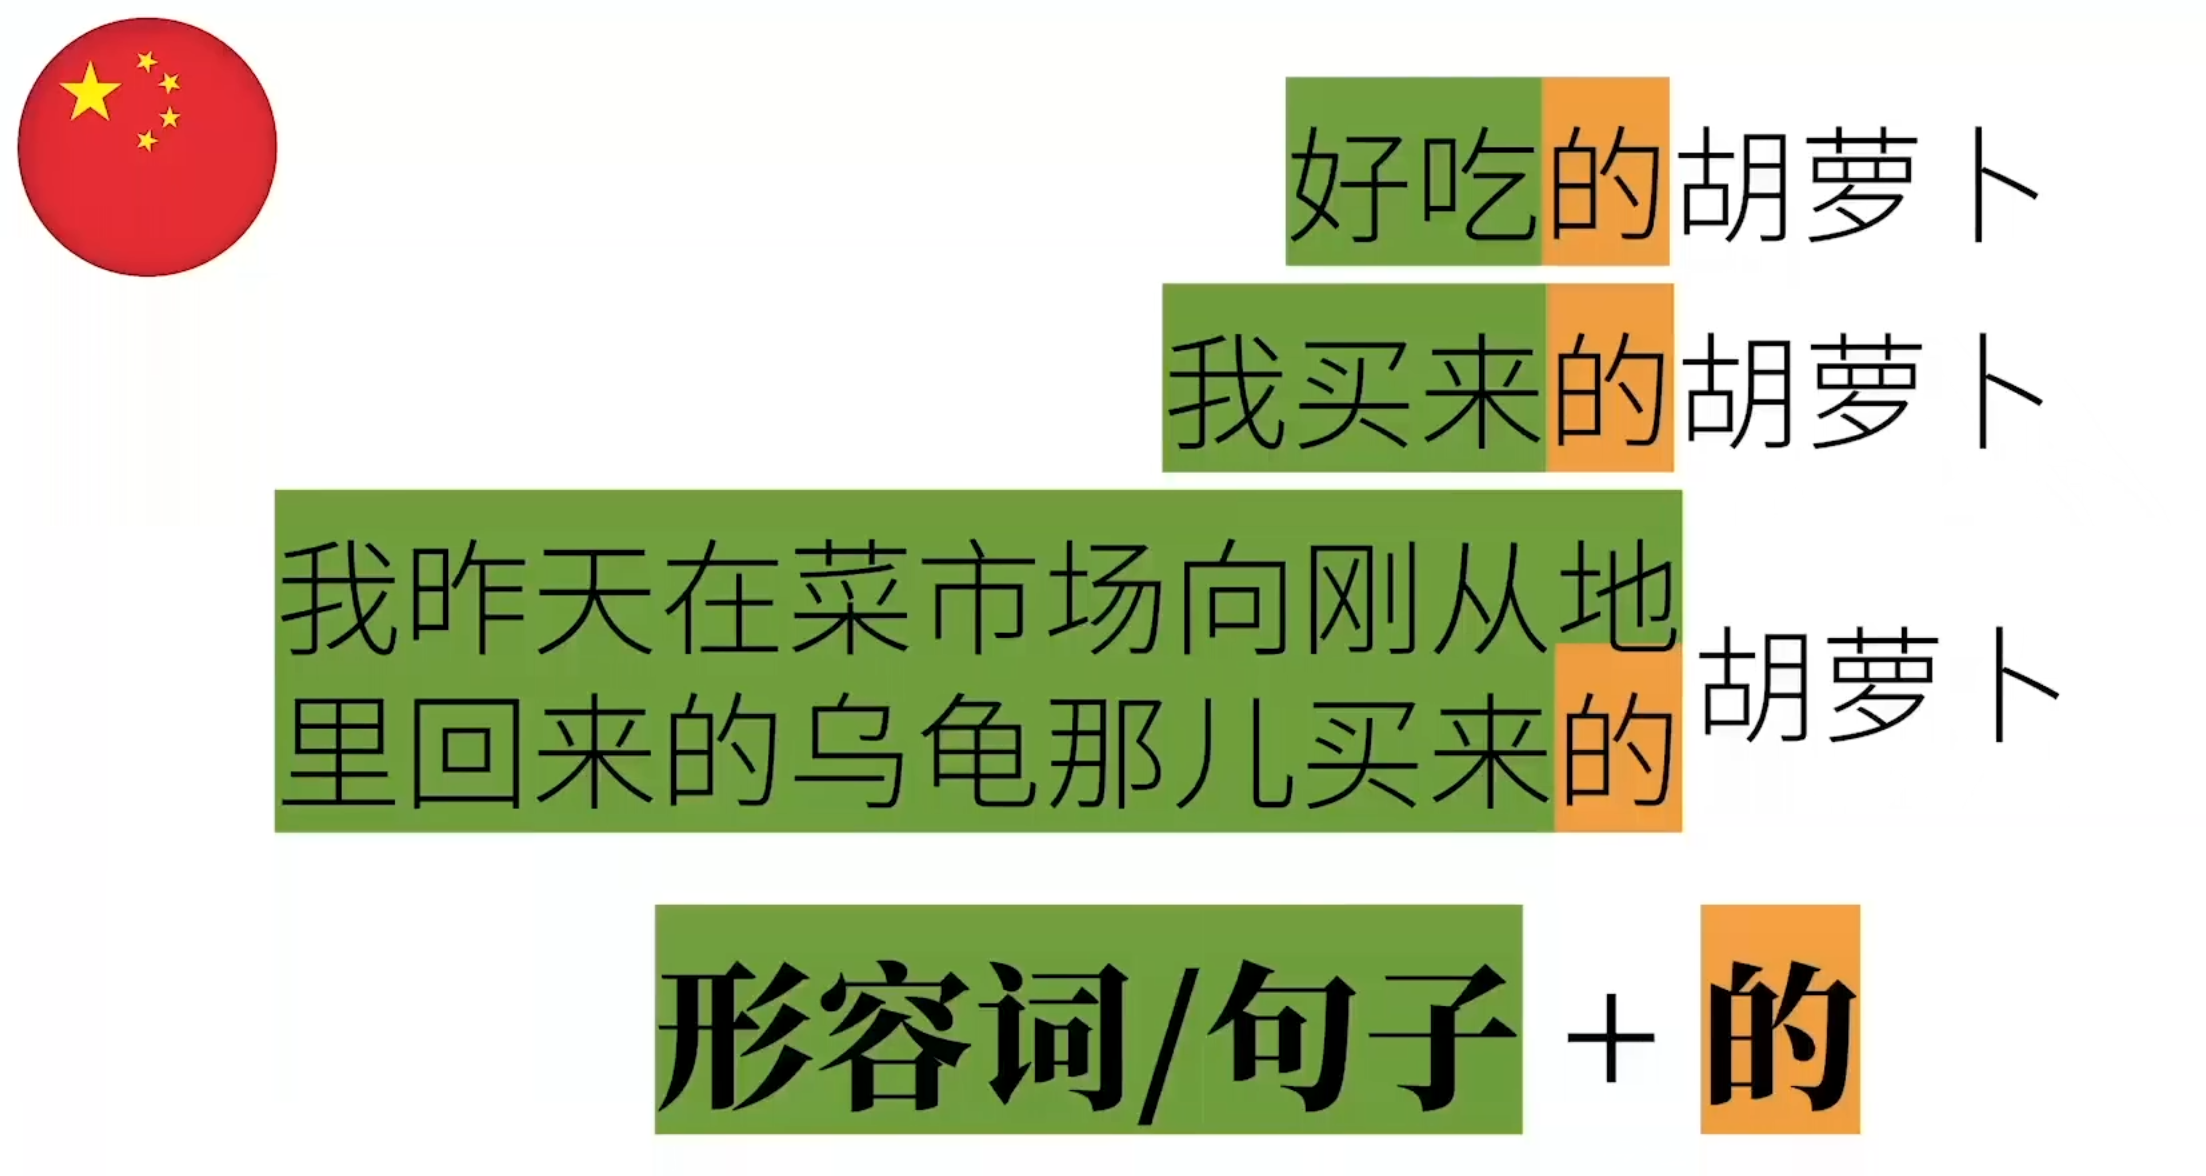 好吃的胡萝卜
我买来的胡萝卜
我昨天在菜市场向刚从地
里回来的乌龟那儿买来的
胡萝卜
形容词/句子 + 的